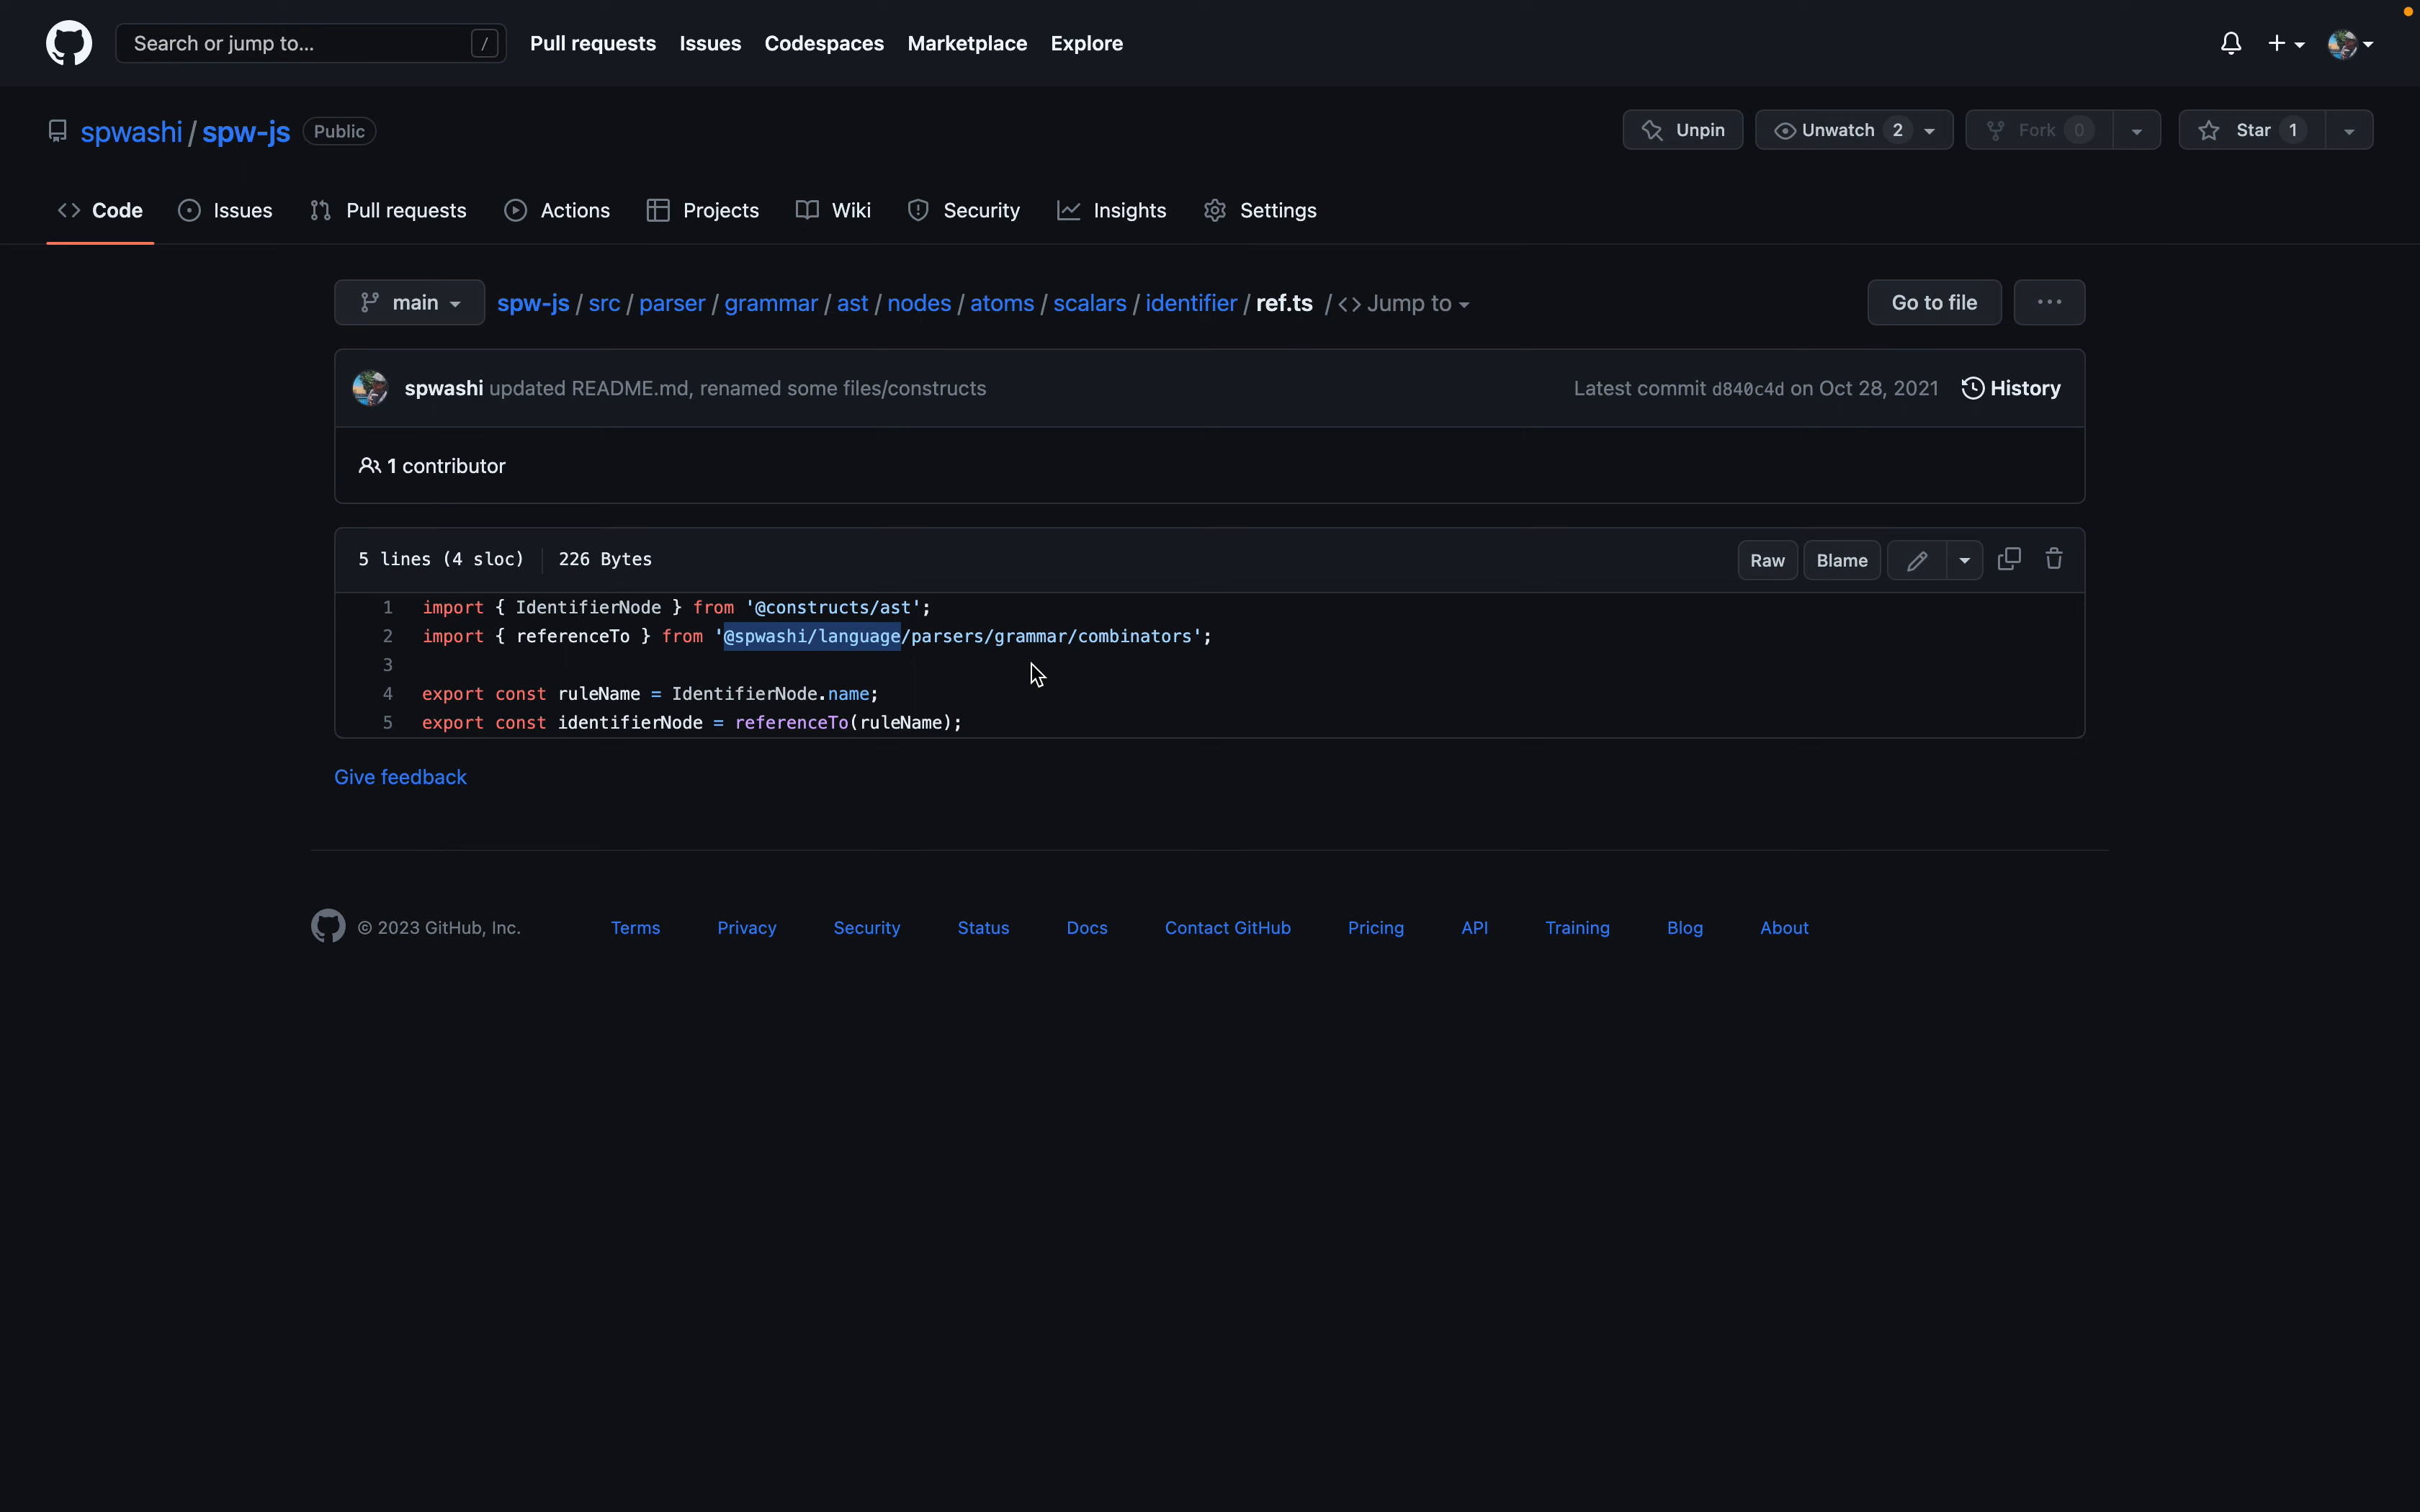 Search or jump to... / Pull requests Issues Codespaces Marketplace Explore
spwashi / spw-js Public Unpin Unwatch 2 Fork 0 Star 1
Code Issues Pull requests Actions Projects Wiki Security Insights Settings
main spw-js / src / parser / grammar / ast / nodes / atoms / scalars / identifier / ref.ts / <> Jump to Go to file ...
spwashi updated README.md, renamed some files/constructs Latest commit d840c4d on Oct 28, 2021 History
1 contributor
5 lines (4 sloc) 226 Bytes Raw Blame
1 import { IdentifierNode } from '@constructs/ast';
2 import { referenceTo } from '@spwashi/language/parsers/grammar/combinators';
3
4 export const ruleName = IdentifierNode.name;
5 export const identifierNode = referenceTo(ruleName);
Give feedback
© 2023 GitHub, Inc. Terms Privacy Security Status Docs Contact GitHub Pricing API Training Blog About